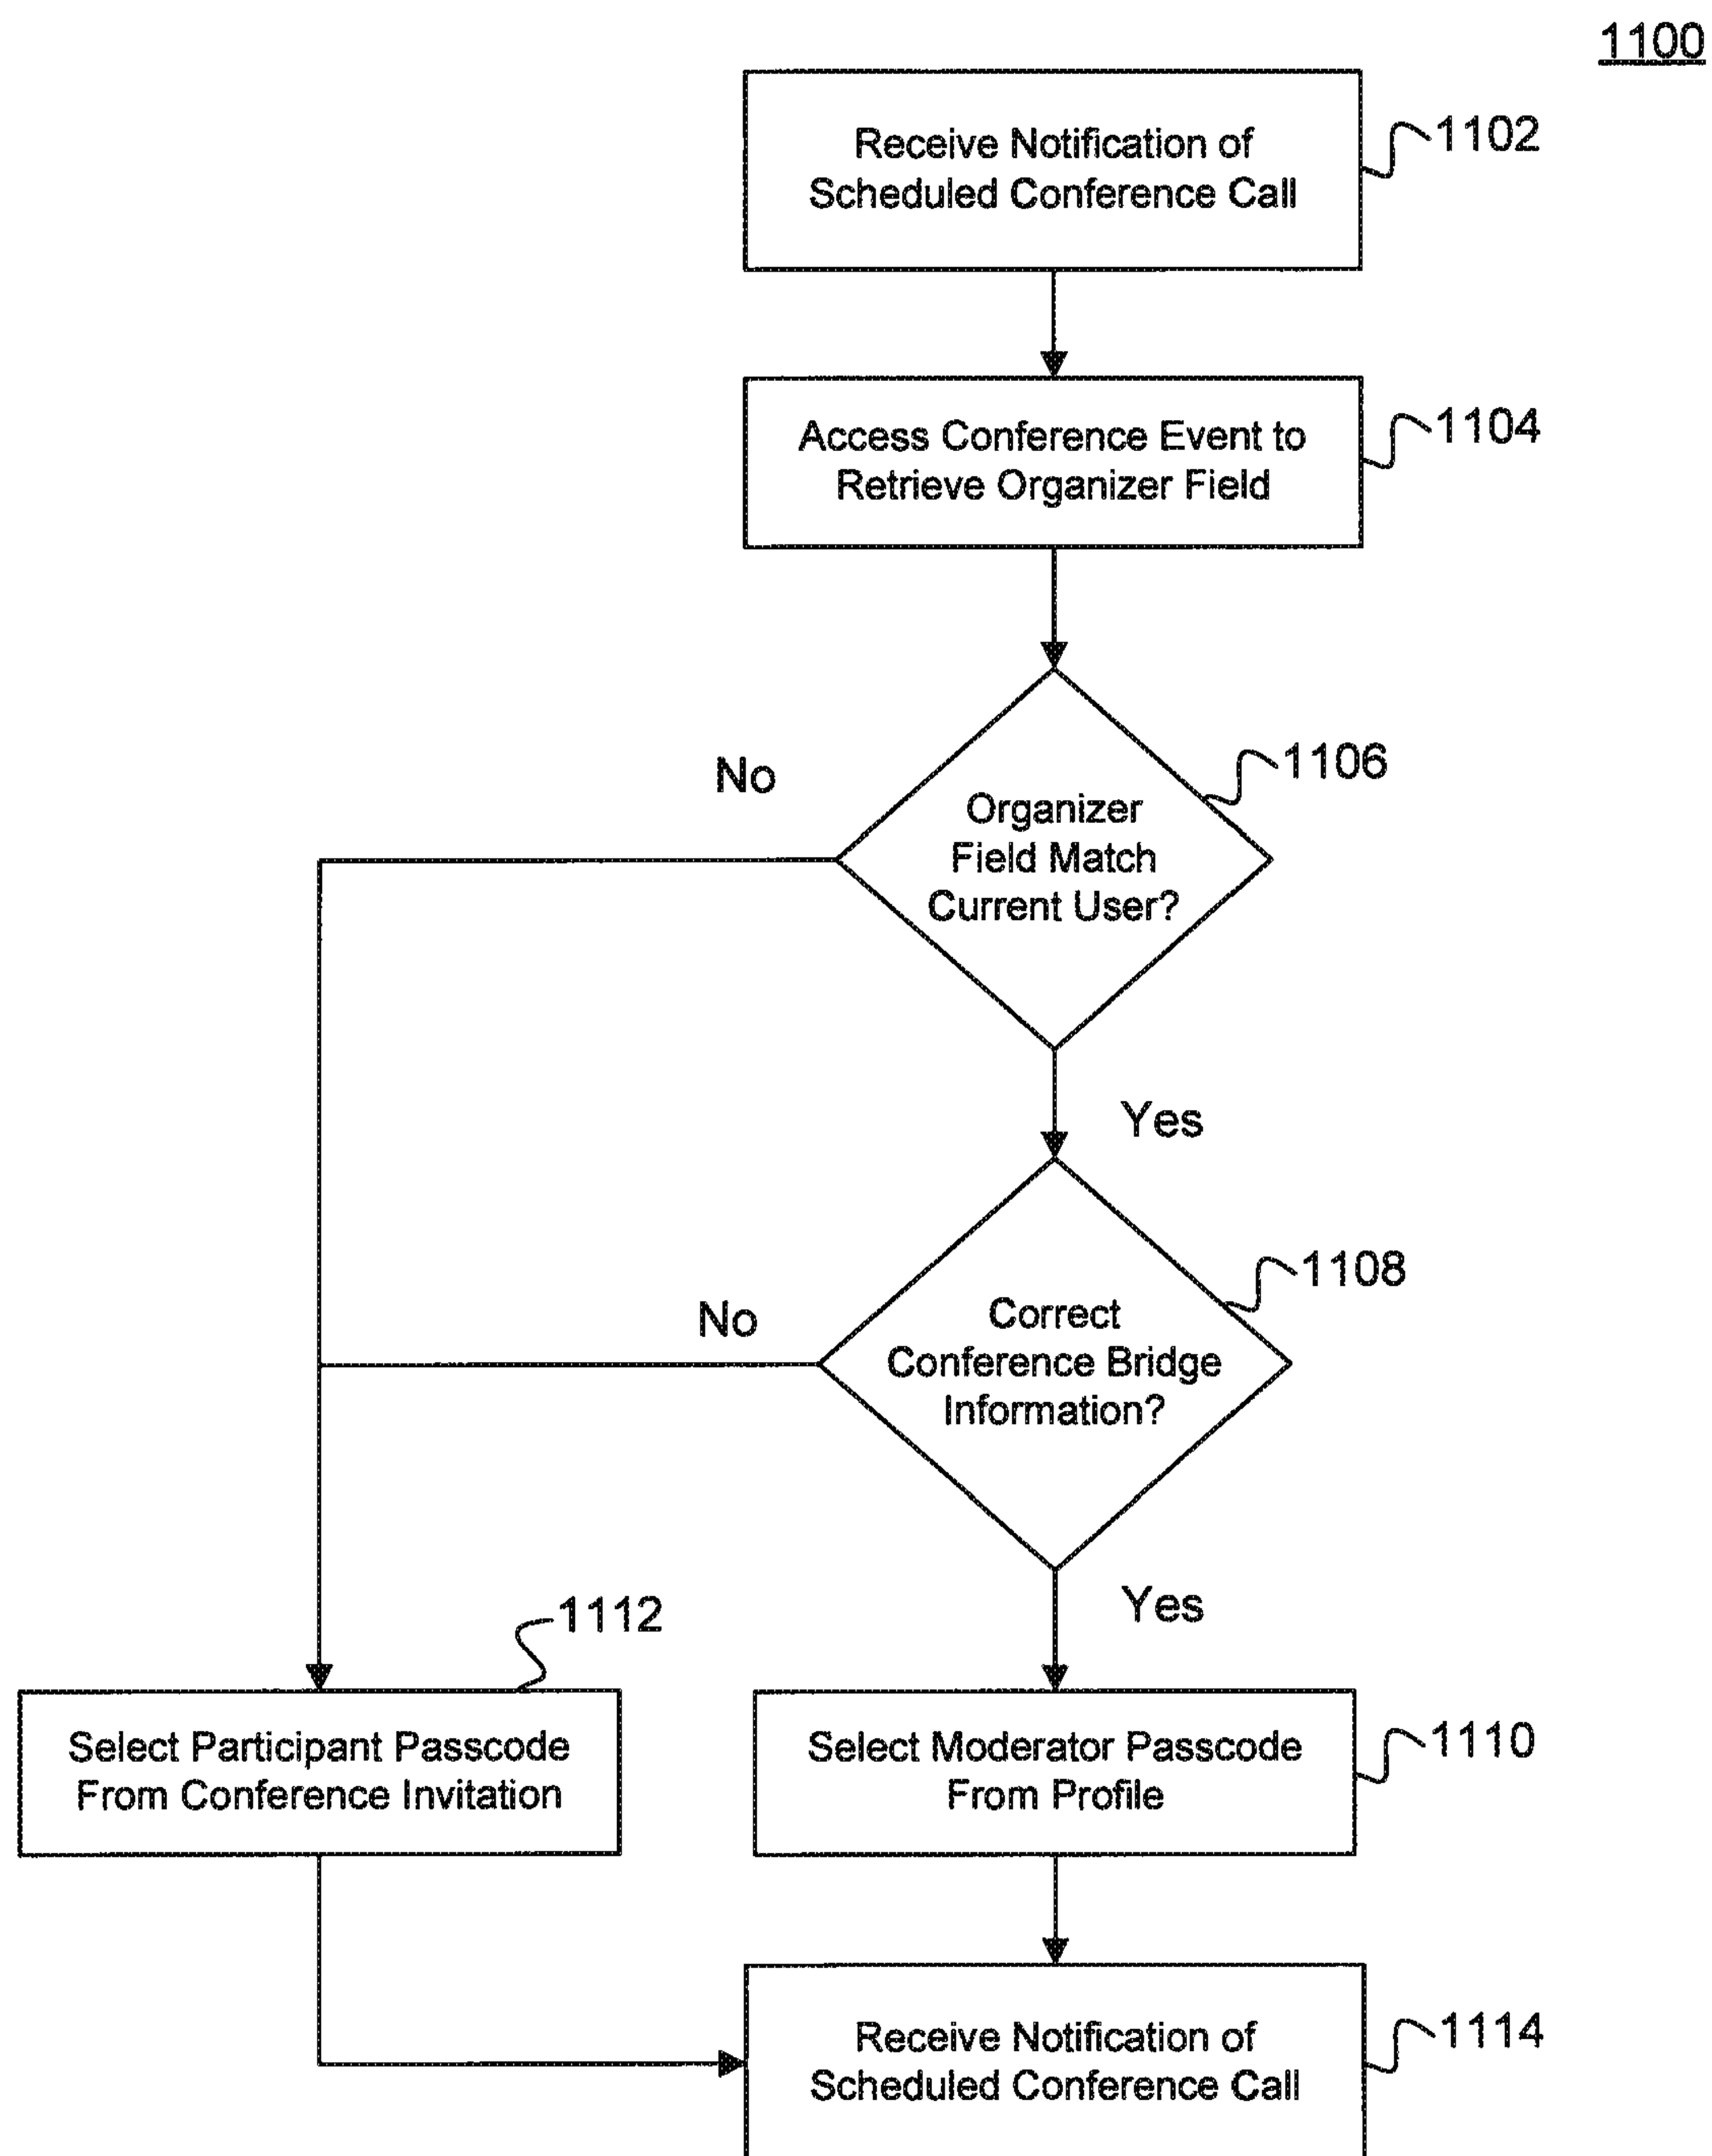 1100
Receive Notification of
Scheduled Conference Call
1102
Access Conference Event to
Retrieve Organizer Field
1104
No
1106
Organizer
Field Match
Current User?
Yes
1108
No
Correct
Conference Bridge
Information?
Yes
1112
Select Participant Passcode
From Conference Invitation
Select Moderator Passcode
From Profile
1110
Receive Notification of
Scheduled Conference Call
1114